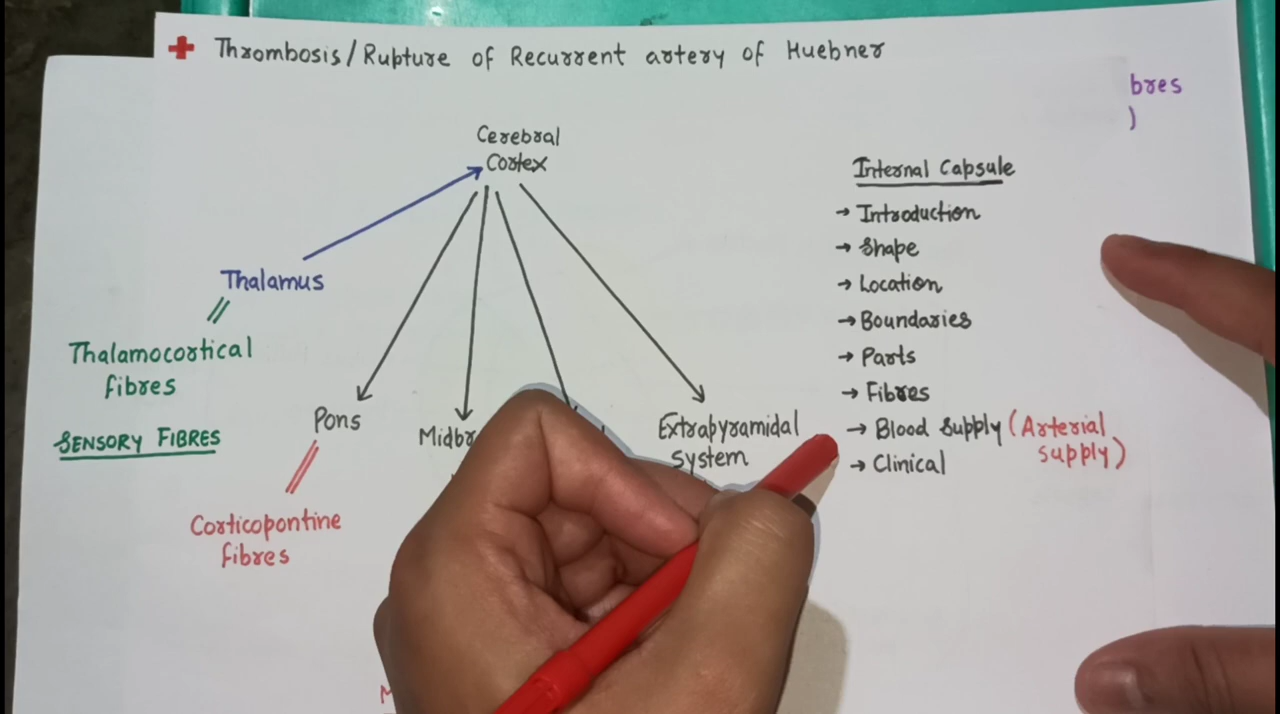 + Thrombosis/Rupture of Recurrent artery of Huebner
bres
)
Cerebral
Cortex
Thalamus
Thalamocortical
fibres
SENSORY FIBRES
Pons
Midbr
Extrapyramidal
system
Corticopontine
fibres
Internal Capsule
→ Introduction
→ Shape
→ Location
→ Boundaries
→ Parts
→ Fibres
→ Blood Supply (Arterial
supply)
→ Clinical